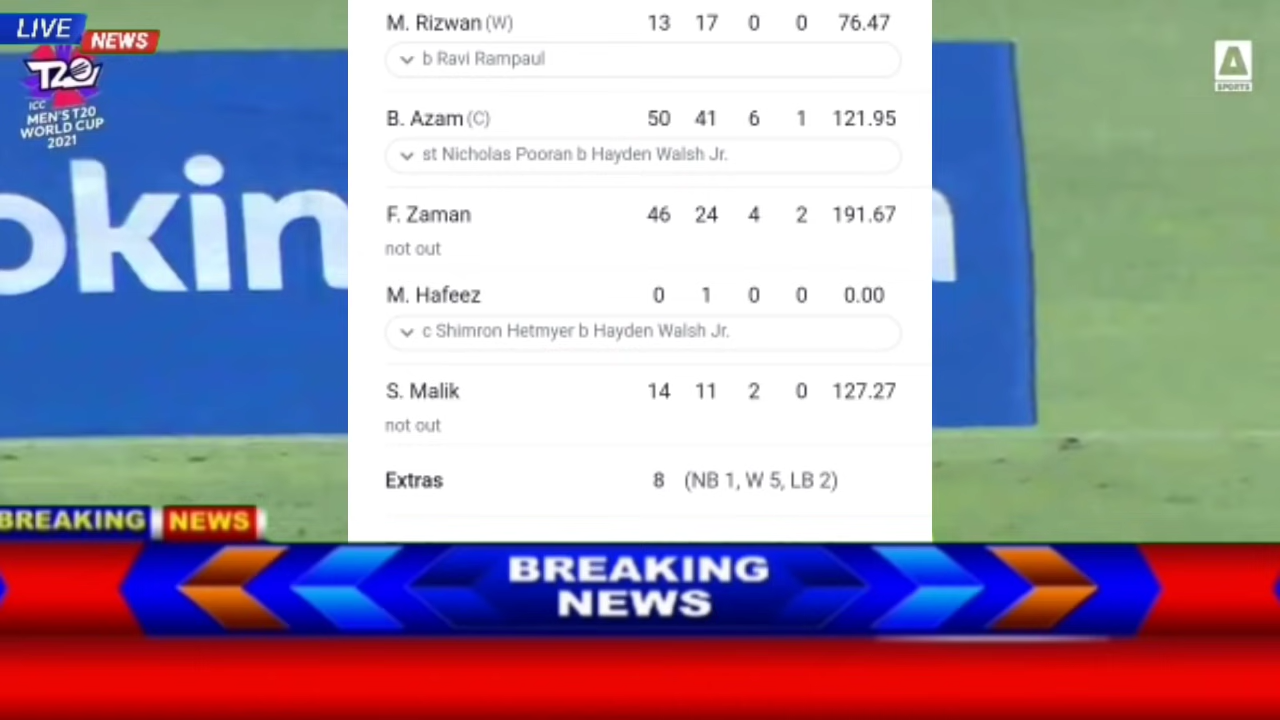 LIVE
NEWS
T20
ICC
MEN'S T20
WORLD CUP
2021
okin
A
SPORTS
M. Rizwan (W) 13 17 0 0 76.47
b Ravi Rampaul
B. Azam (C) 50 41 6 1 121.95
st Nicholas Pooran b Hayden Walsh Jr.
F. Zaman 46 24 4 2 191.67
not out
M. Hafeez 0 1 0 0 0.00
c Shimron Hetmyer b Hayden Walsh Jr.
S. Malik 14 11 2 0 127.27
not out
Extras 8 (NB 1, W 5, LB 2)
BREAKING NEWS
BREAKING
NEWS